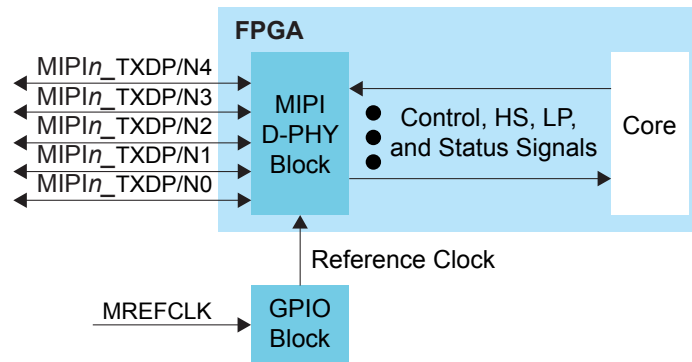 FPGA
MIPIn_TXDP/N4
MIPIn_TXDP/N3
MIPIn_TXDP/N2
MIPIn_TXDP/N1
MIPIn_TXDP/N0
MIPI
D-PHY
Block
Control, HS, LP,
and Status Signals
Core
Reference Clock
MREFCLK
GPIO
Block